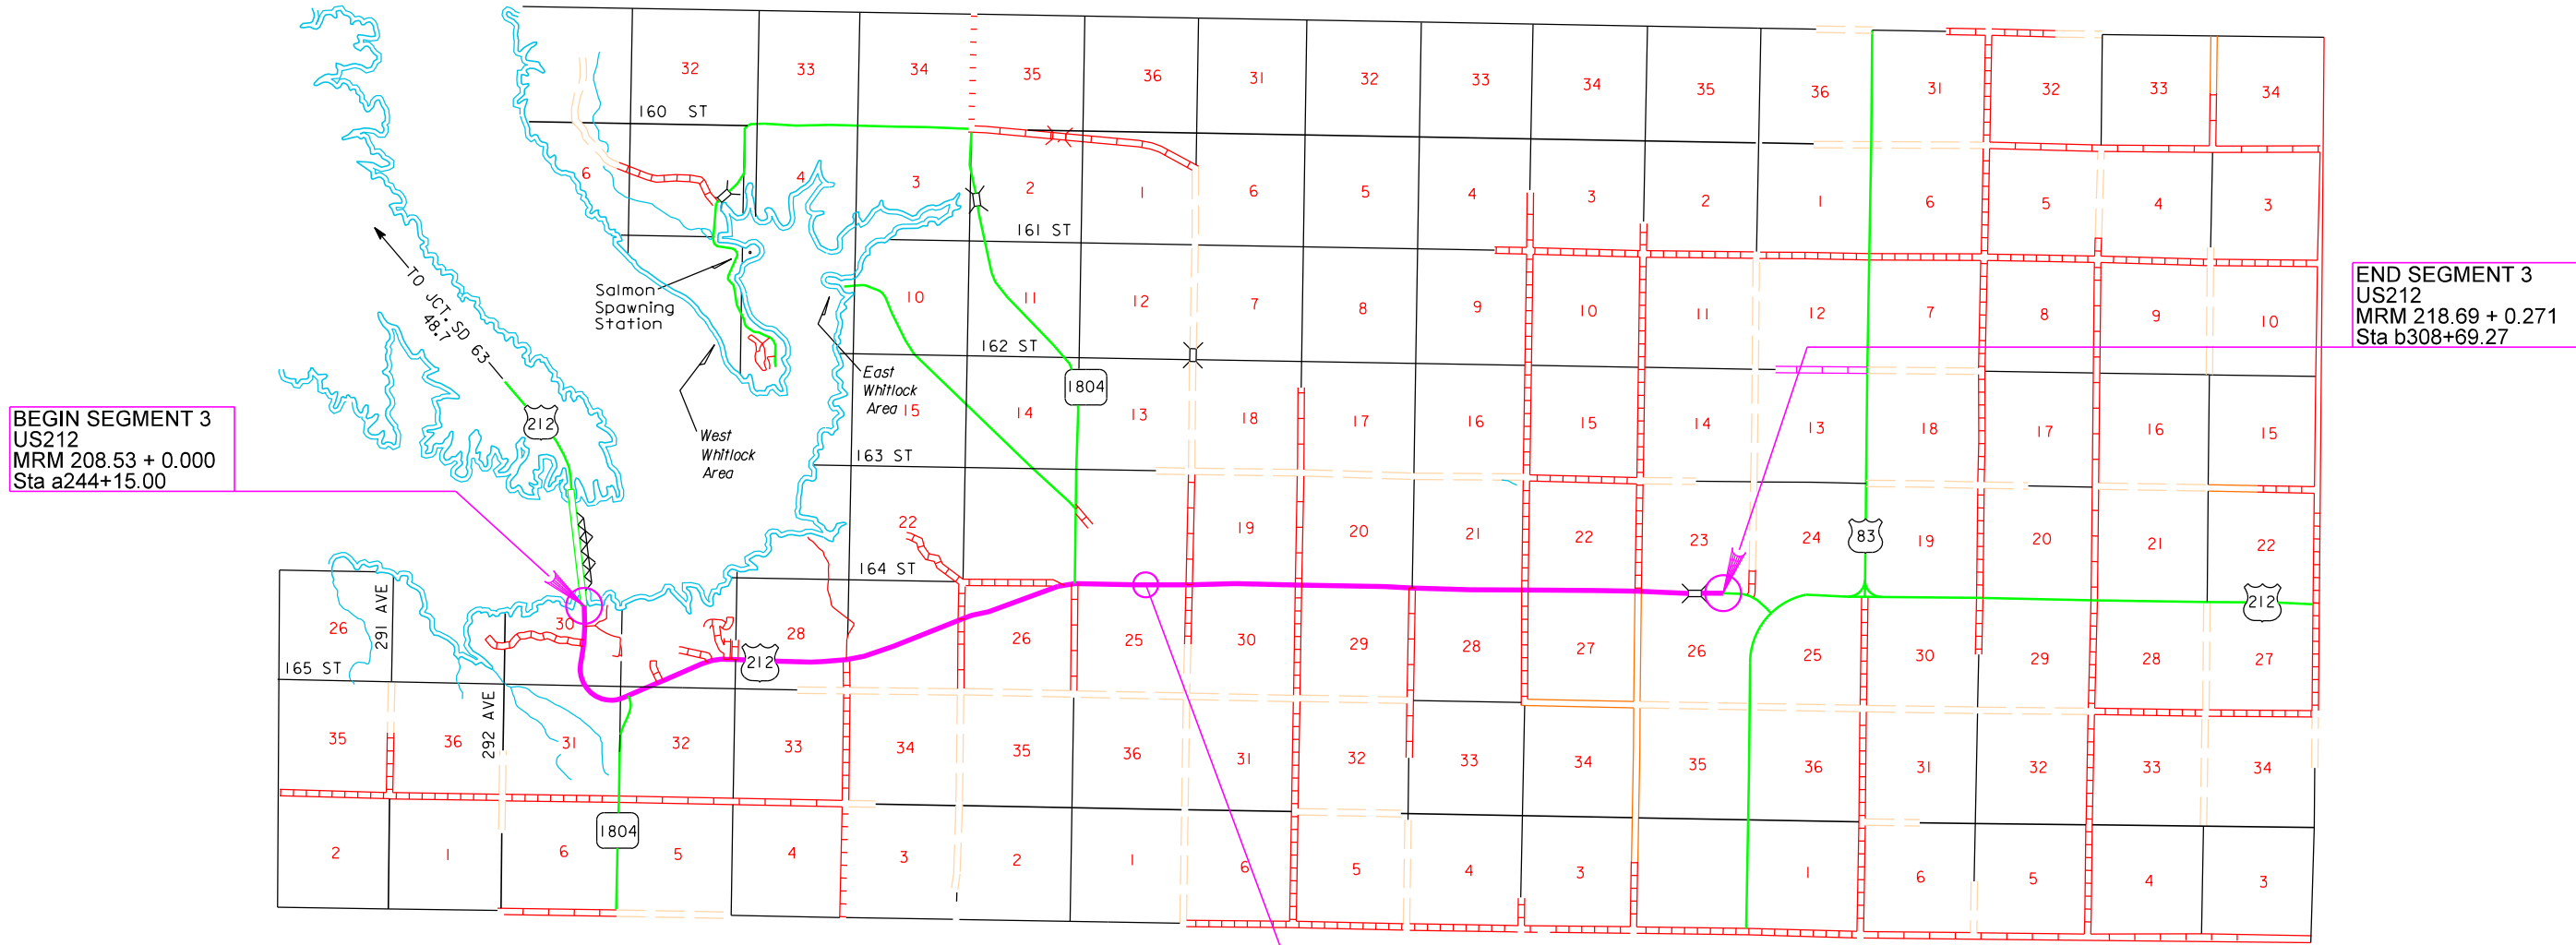 32 33 34 35 36 31 32 33 34 35 36 31 32 33 34
160 ST
6 4 3 2 1 6 5 4 3 2 1 6 5 4 3
161 ST
TO JCT. SD 63
48.7
Salmon
Spawning
Station
10 11 12 7 8 9 10 11 12 7 8 9 10
END SEGMENT 3
US212
MRM 218.69 + 0.271
Sta b308+69.27
162 ST
East
Whitlock
Area
1804
BEGIN SEGMENT 3
US212
MRM 208.53 + 0.000
Sta a244+15.00
212
15 14 13 18 17 16 15 14 13 18 17 16 15
West
Whitlock
Area
163 ST
22 19 20 21 22 23 24 83 19 20 21 22
164 ST
291 AVE
26 30 28 26 25 30 29 28 27 26 25 30 29 28 27
212
212
165 ST
292 AVE
35 36 31 32 33 34 35 36 31 32 33 34 35 36 31 32 33 34
1804
2 1 6 5 4 3 2 1 6 5 4 3 1 6 5 4 3